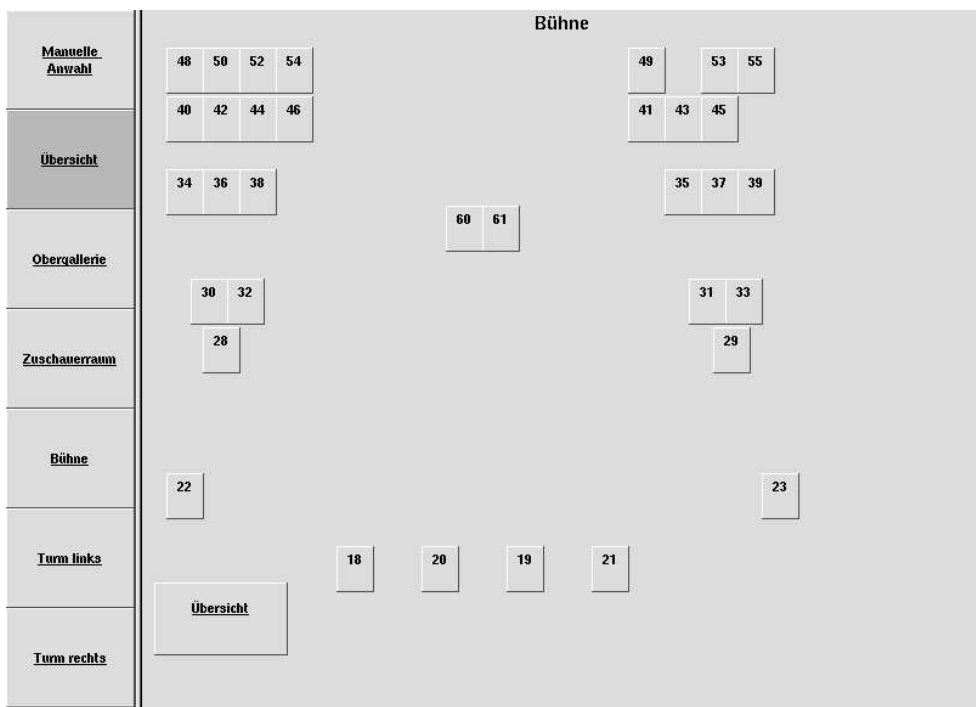 Bühne
Manuelle
Anwahl
Übersicht
Obergallerie
Zuschauerraum
Bühne
Turm links
Turm rechts
48 50 52 54 49 53 55
40 42 44 46 41 43 45
34 36 38 35 37 39
60 61
30 32 31 33
28 29
22 23
18 20 19 21
Übersicht